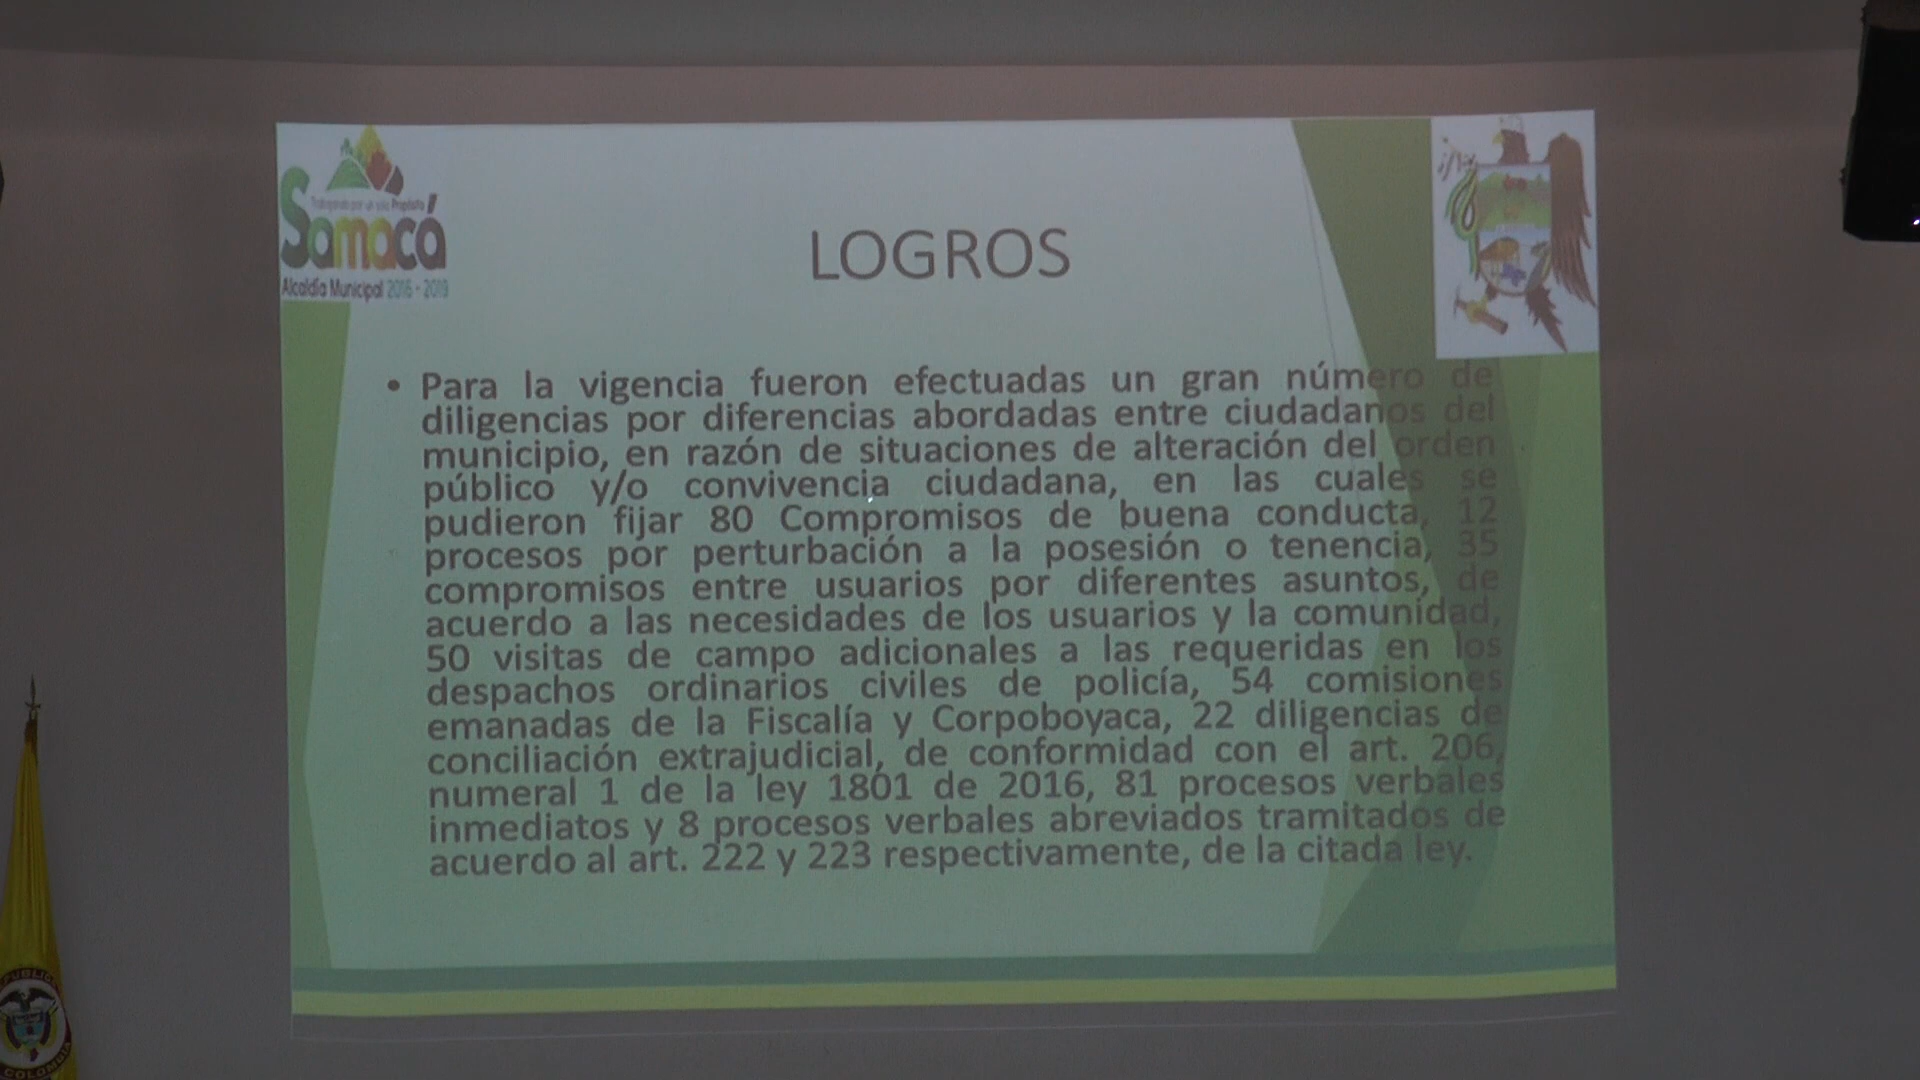 Trabajando por un solo Propósito
Samacá
Alcaldía Municipal 2016 - 2019
LOGROS
• Para la vigencia fueron efectuadas un gran número de
diligencias por diferencias abordadas entre ciudadanos del
municipio, en razón de situaciones de alteración del orden
público y/o convivencia ciudadana, en las cuales se
pudieron fijar 80 Compromisos de buena conducta, 12
procesos por perturbación a la posesión o tenencia, 35
compromisos entre usuarios por diferentes asuntos, de
acuerdo a las necesidades de los usuarios y la comunidad,
50 visitas de campo adicionales a las requeridas en los
despachos ordinarios civiles de policía, 54 comisiones
emanadas de la Fiscalía y Corpoboyaca, 22 diligencias de
conciliación extrajudicial, de conformidad con el art. 206,
numeral 1 de la ley 1801 de 2016, 81 procesos verbales
inmediatos y 8 procesos verbales abreviados tramitados de
acuerdo al art. 222 y 223 respectivamente, de la citada ley.
COLOMBIA